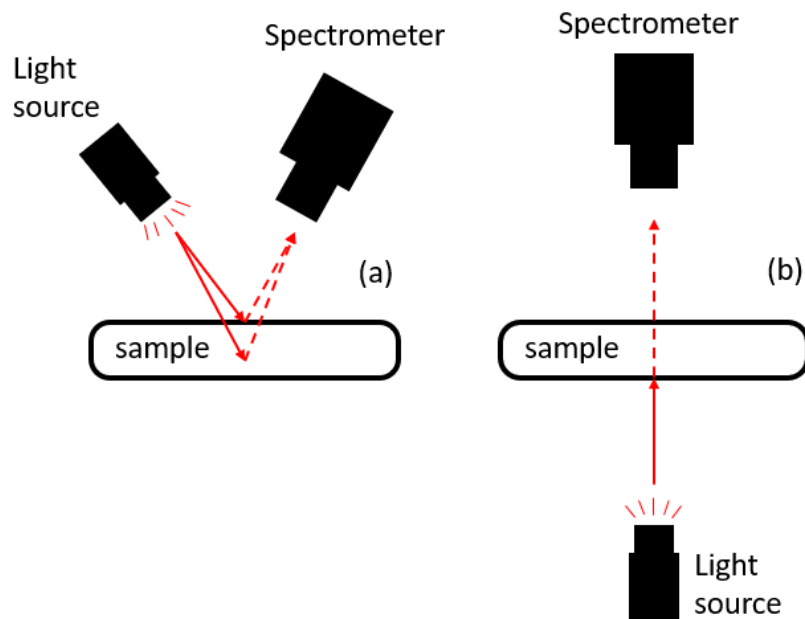 Light
source
Spectrometer
(a)
sample
Spectrometer
(b)
sample
Light
source